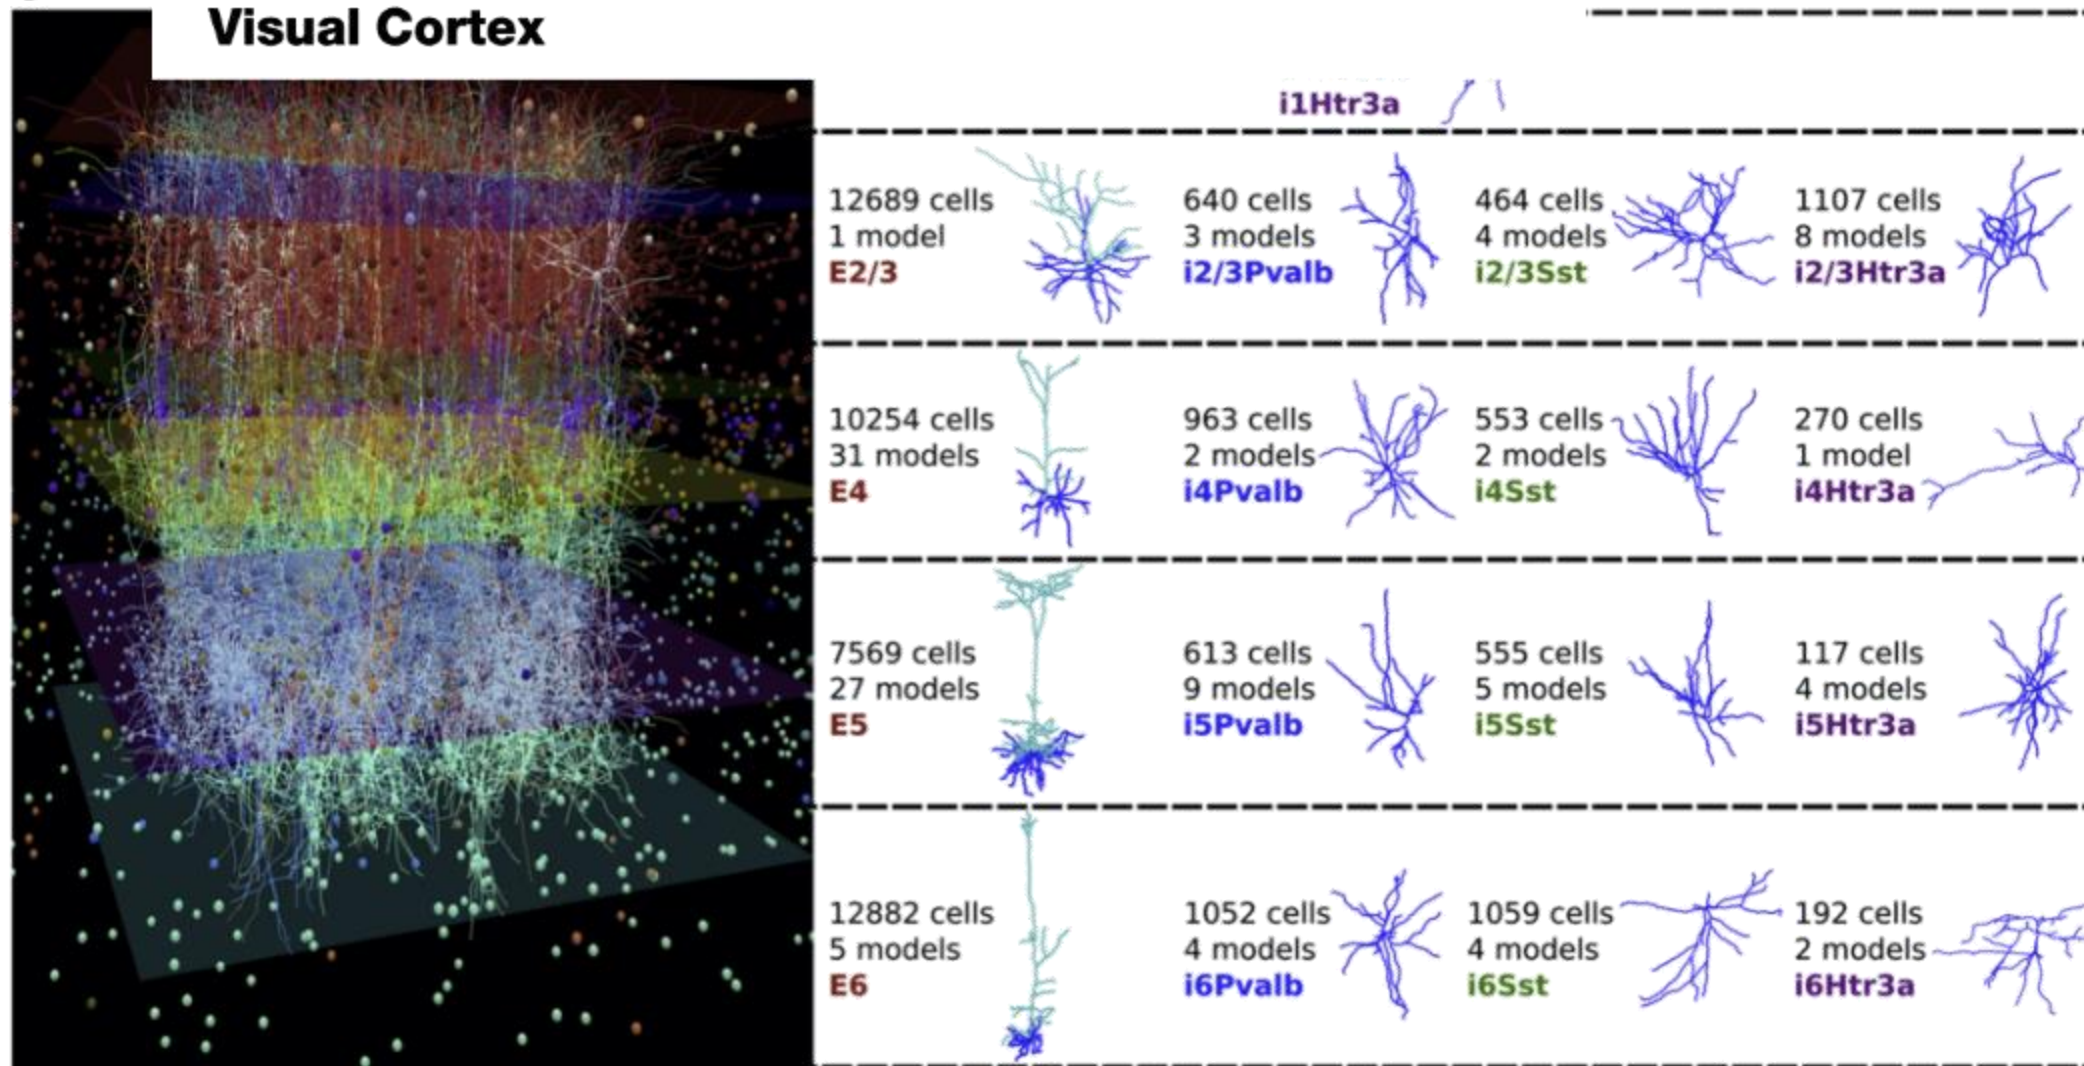 Visual Cortex
i1Htr3a
12689 cells
1 model
E2/3
640 cells
3 models
i2/3Pvalb
464 cells
4 models
i2/3Sst
1107 cells
8 models
i2/3Htr3a
10254 cells
31 models
E4
963 cells
2 models
i4Pvalb
553 cells
2 models
i4Sst
270 cells
1 model
i4Htr3a
7569 cells
27 models
E5
613 cells
9 models
i5Pvalb
555 cells
5 models
i5Sst
117 cells
4 models
i5Htr3a
12882 cells
5 models
E6
1052 cells
4 models
i6Pvalb
1059 cells
4 models
i6Sst
192 cells
2 models
i6Htr3a